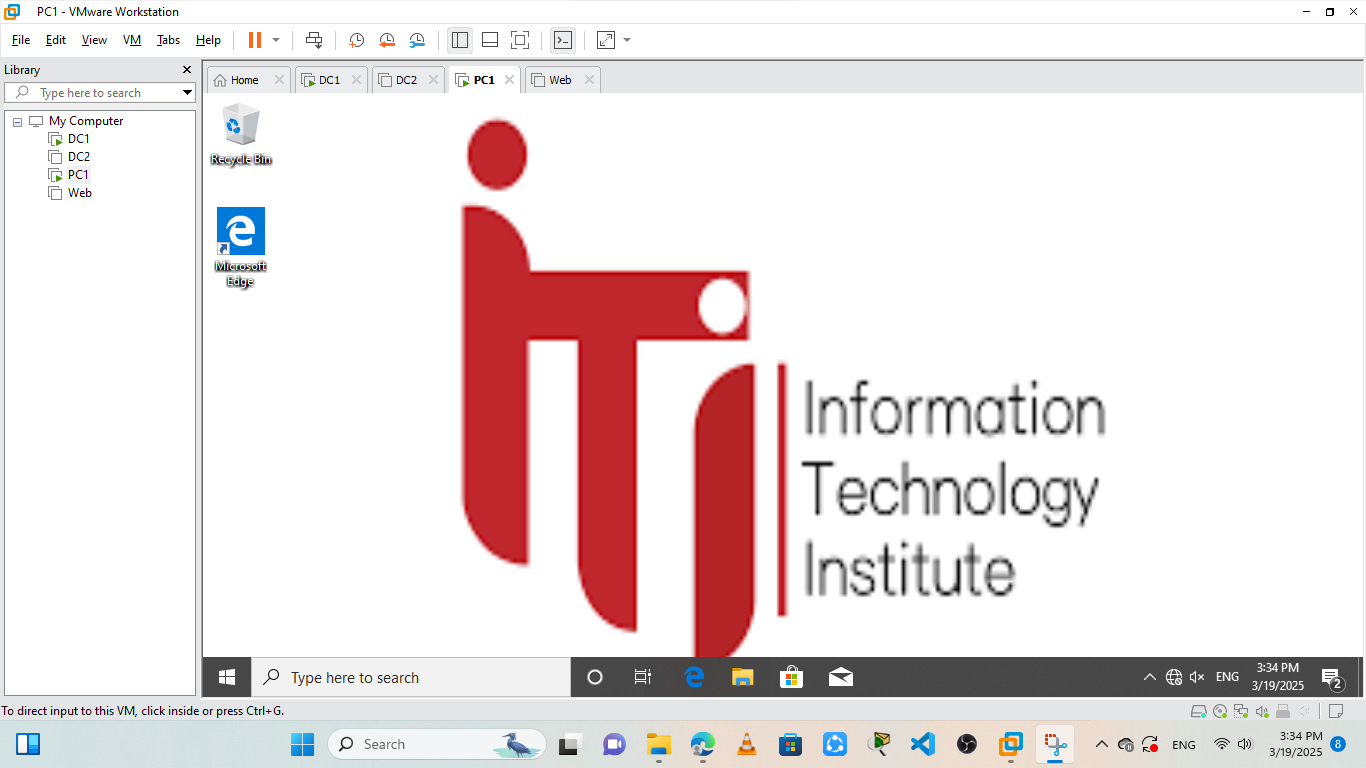 PC1 - VMware Workstation
File Edit View VM Tabs Help
Library
Type here to search
My Computer
DC1
DC2
PC1
Web
Home
DC1
DC2
PC1
Web
Recycle Bin
Microsoft
Edge
Information
Technology
Institute
Type here to search
ENG
3:34 PM
3/19/2025
2
To direct input to this VM, click inside or press Ctrl+G.
Search
ENG
3:34 PM
3/19/2025
8